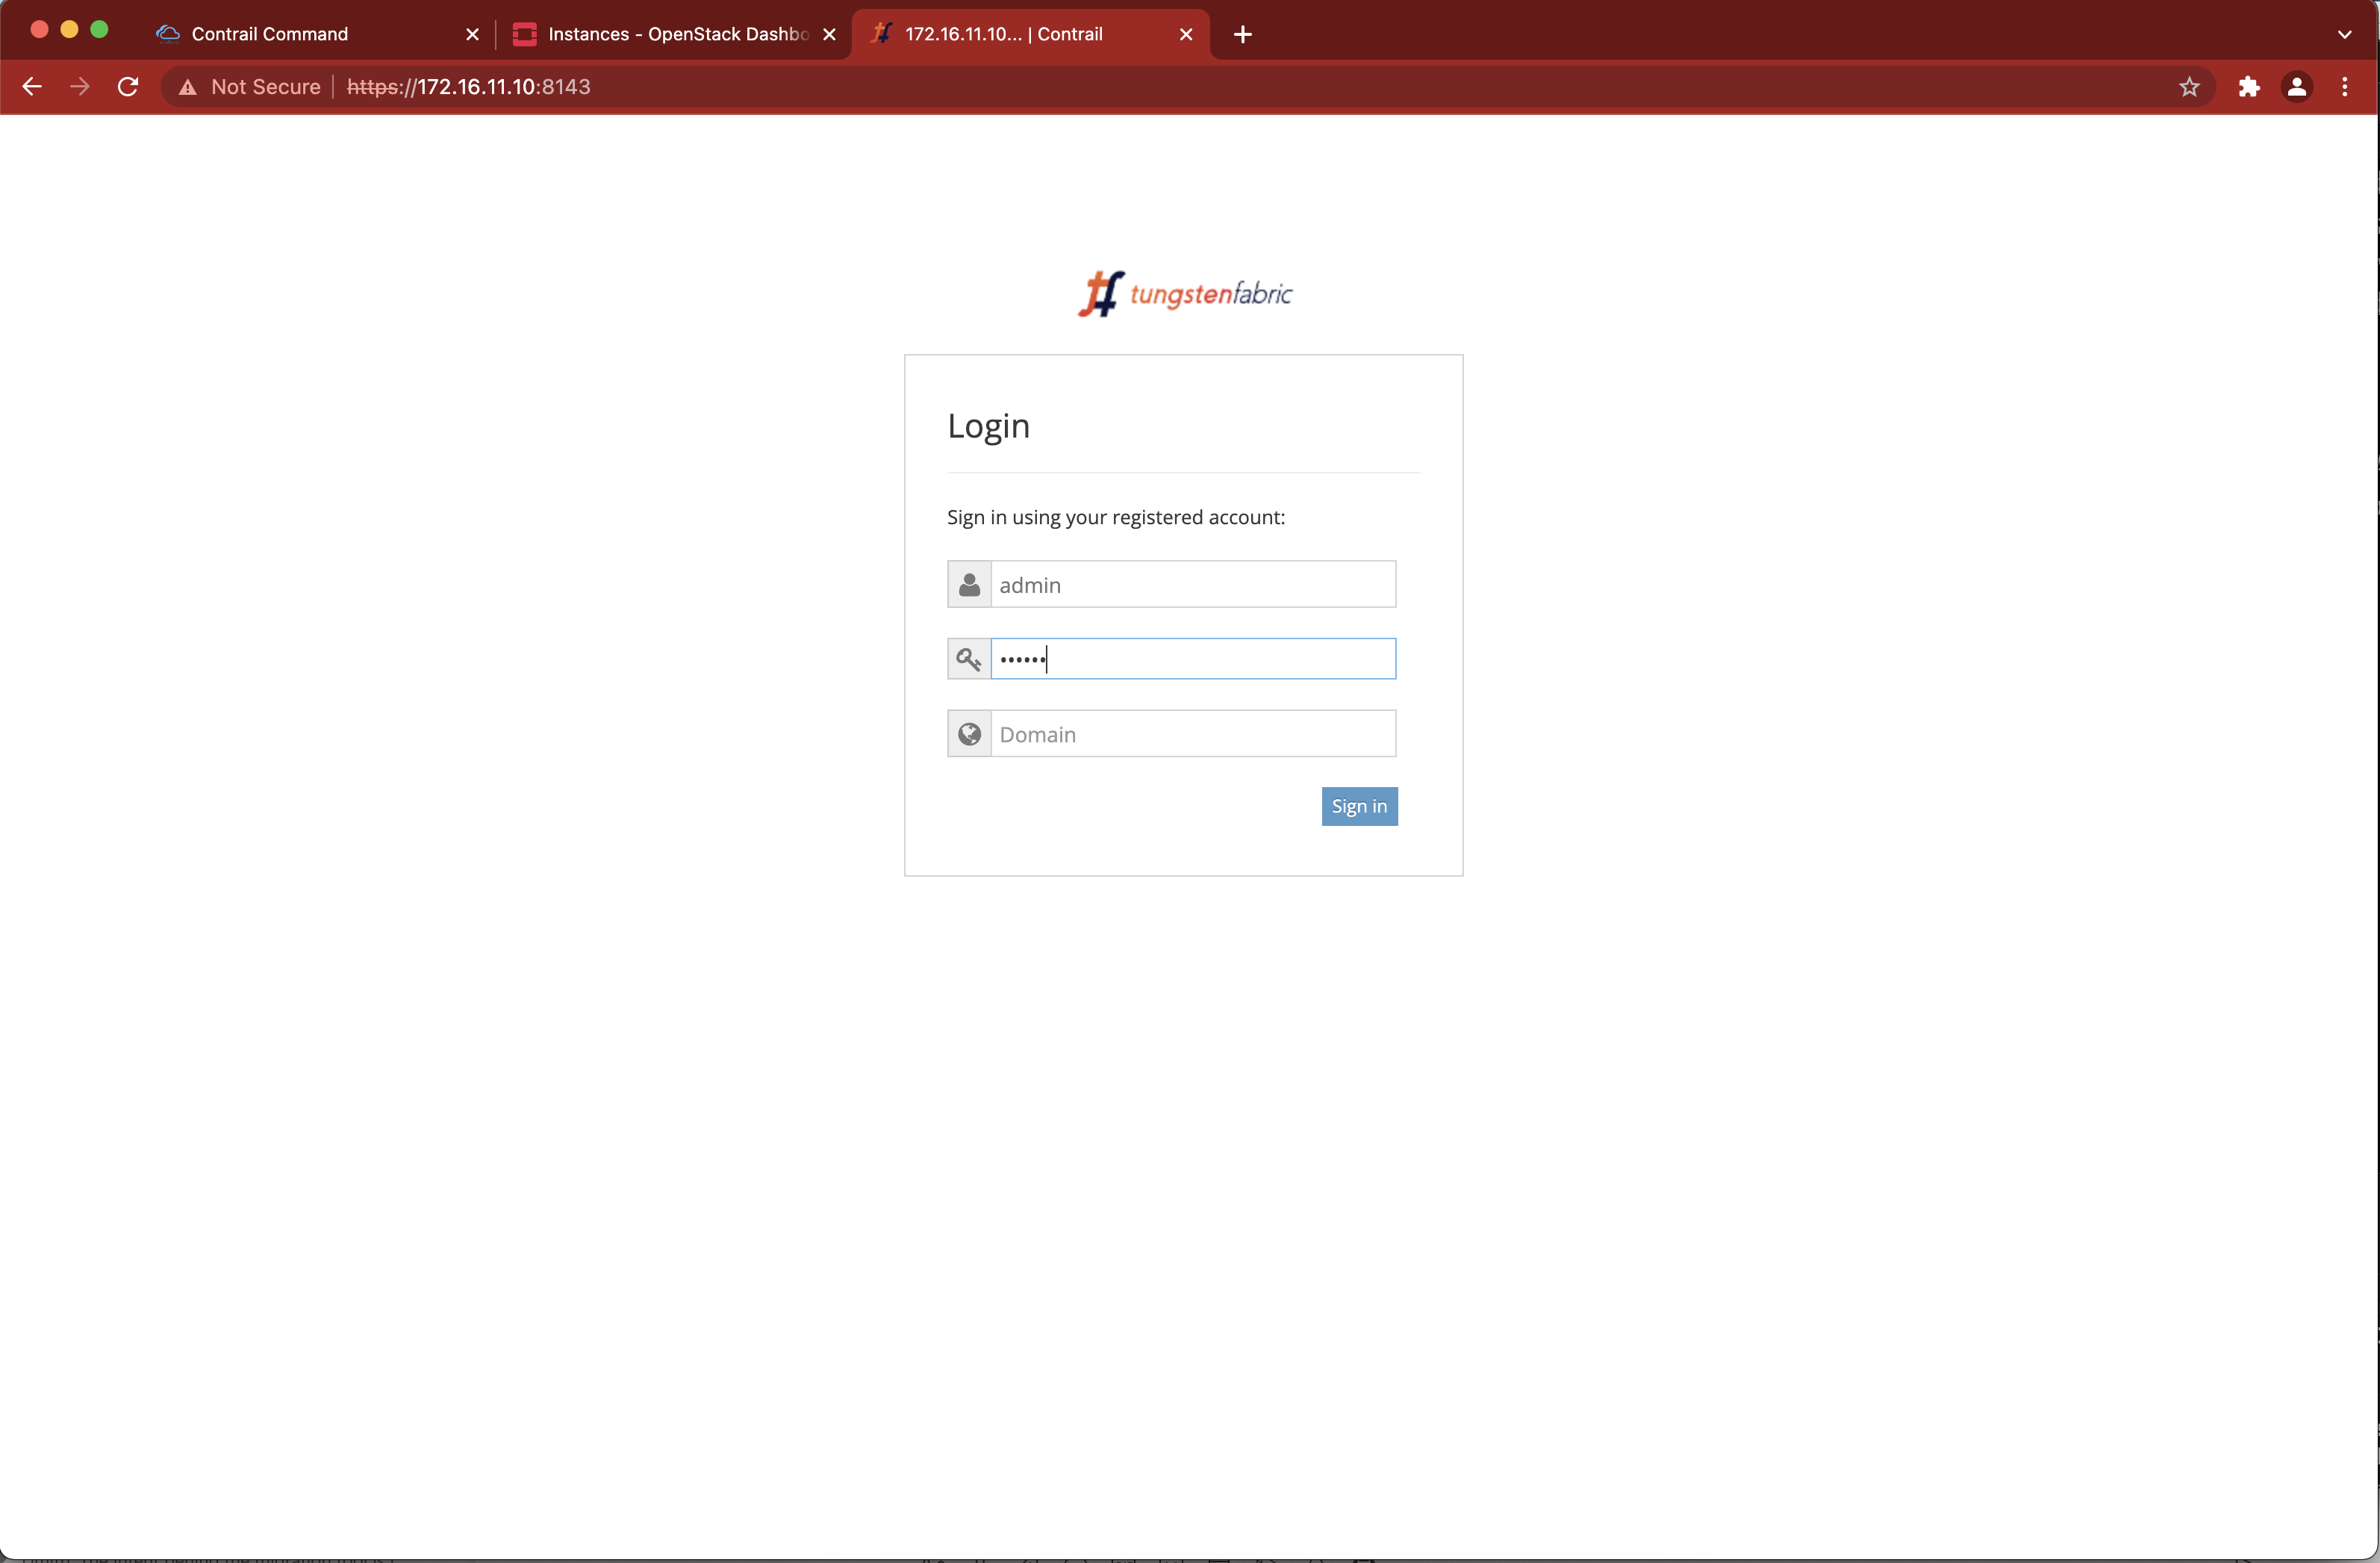 Contrail Command
Instances - OpenStack Dashbo
172.16.11.10... | Contrail
Not Secure
https://172.16.11.10:8143
tungstenfabric
Login
Sign in using your registered account:
admin
••••••
Domain
Sign in